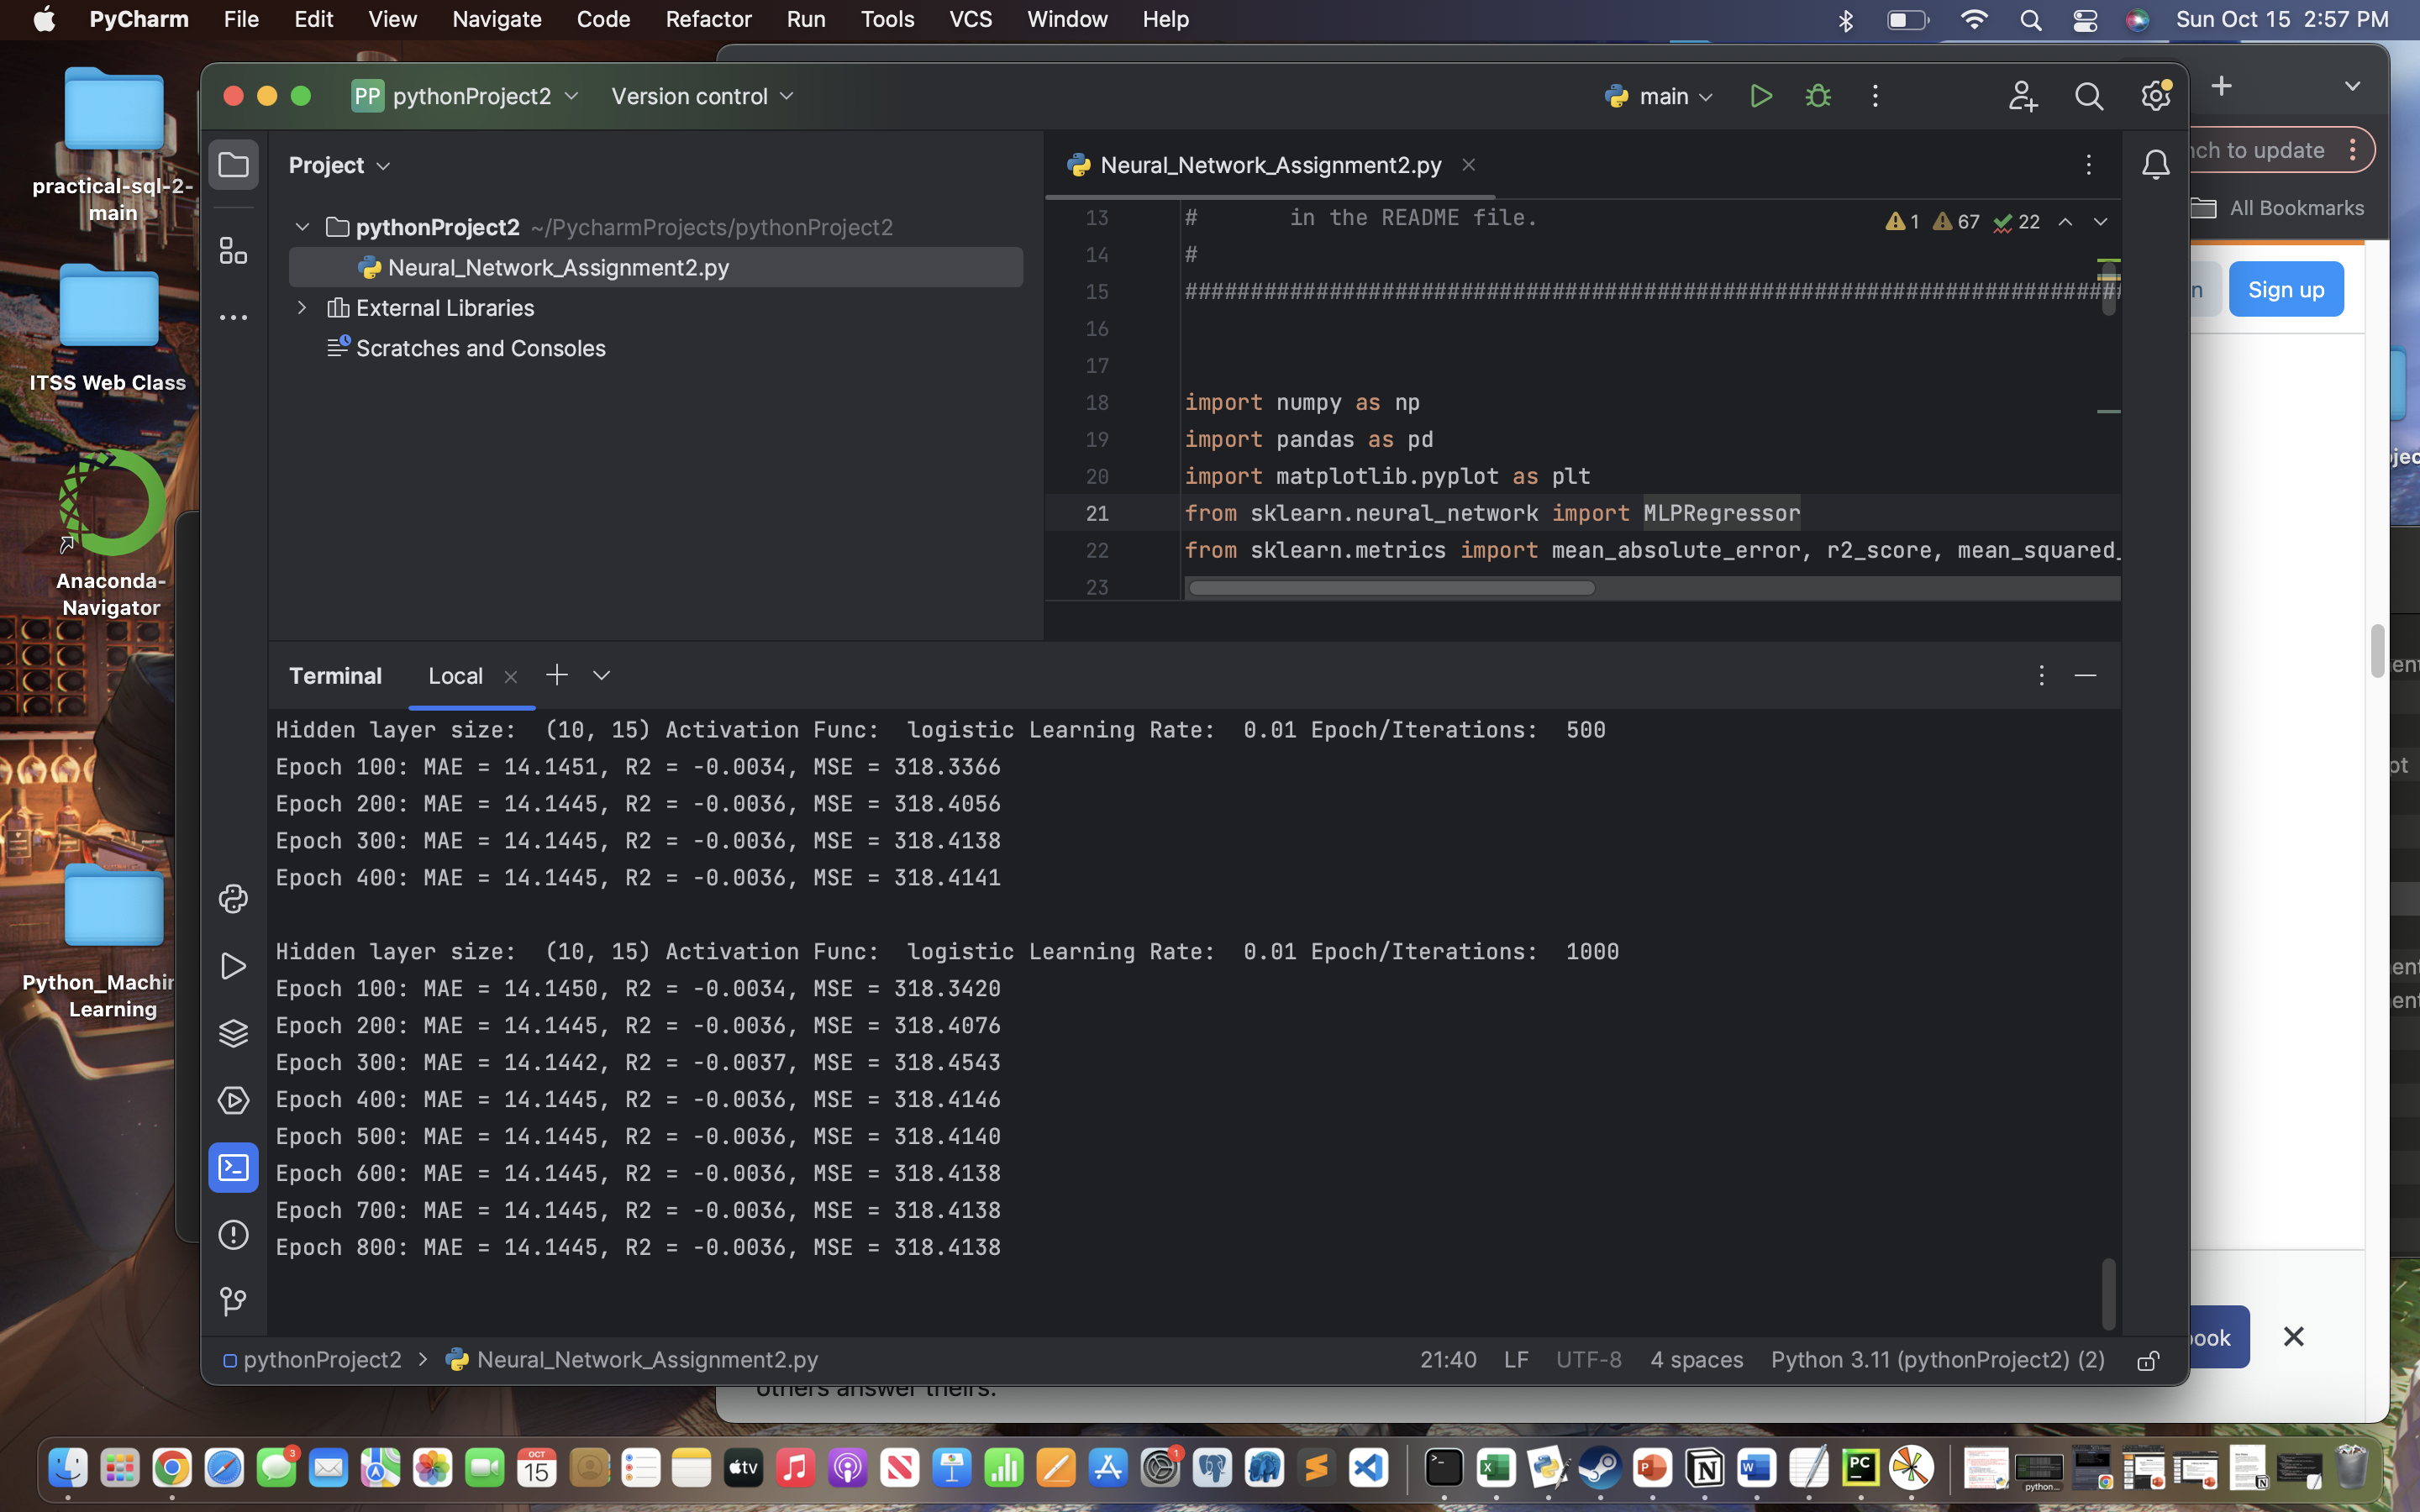 PyCharm File Edit View Navigate Code Refactor Run Tools VCS Window Help Sun Oct 15 2:57 PM
practical-sql-2-
main
ITSS Web Class
Anaconda-
Navigator
Python_Machin
Learning
PP pythonProject2 Version control main
to update
All Bookmarks
Sign up
Project
pythonProject2 ~/PycharmProjects/pythonProject2
Neural_Network_Assignment2.py
External Libraries
Scratches and Consoles
Neural_Network_Assignment2.py
1 67 22
13 # in the README file.
14 #
15 ########################################################################
16
17
18 import numpy as np
19 import pandas as pd
20 import matplotlib.pyplot as plt
21 from sklearn.neural_network import MLPRegressor
22 from sklearn.metrics import mean_absolute_error, r2_score, mean_squared_
23
Terminal Local
Hidden layer size:  (10, 15) Activation Func:  logistic Learning Rate:  0.01 Epoch/Iterations:  500
Epoch 100: MAE = 14.1451, R2 = -0.0034, MSE = 318.3366
Epoch 200: MAE = 14.1445, R2 = -0.0036, MSE = 318.4056
Epoch 300: MAE = 14.1445, R2 = -0.0036, MSE = 318.4138
Epoch 400: MAE = 14.1445, R2 = -0.0036, MSE = 318.4141
Hidden layer size:  (10, 15) Activation Func:  logistic Learning Rate:  0.01 Epoch/Iterations:  1000
Epoch 100: MAE = 14.1450, R2 = -0.0034, MSE = 318.3420
Epoch 200: MAE = 14.1445, R2 = -0.0036, MSE = 318.4076
Epoch 300: MAE = 14.1442, R2 = -0.0037, MSE = 318.4543
Epoch 400: MAE = 14.1445, R2 = -0.0036, MSE = 318.4146
Epoch 500: MAE = 14.1445, R2 = -0.0036, MSE = 318.4140
Epoch 600: MAE = 14.1445, R2 = -0.0036, MSE = 318.4138
Epoch 700: MAE = 14.1445, R2 = -0.0036, MSE = 318.4138
Epoch 800: MAE = 14.1445, R2 = -0.0036, MSE = 318.4138
pythonProject2 > Neural_Network_Assignment2.py 21:40 LF UTF-8 4 spaces Python 3.11 (pythonProject2) (2)
ook
others answer theirs.
3 OCT 15 tv 1 PC python...